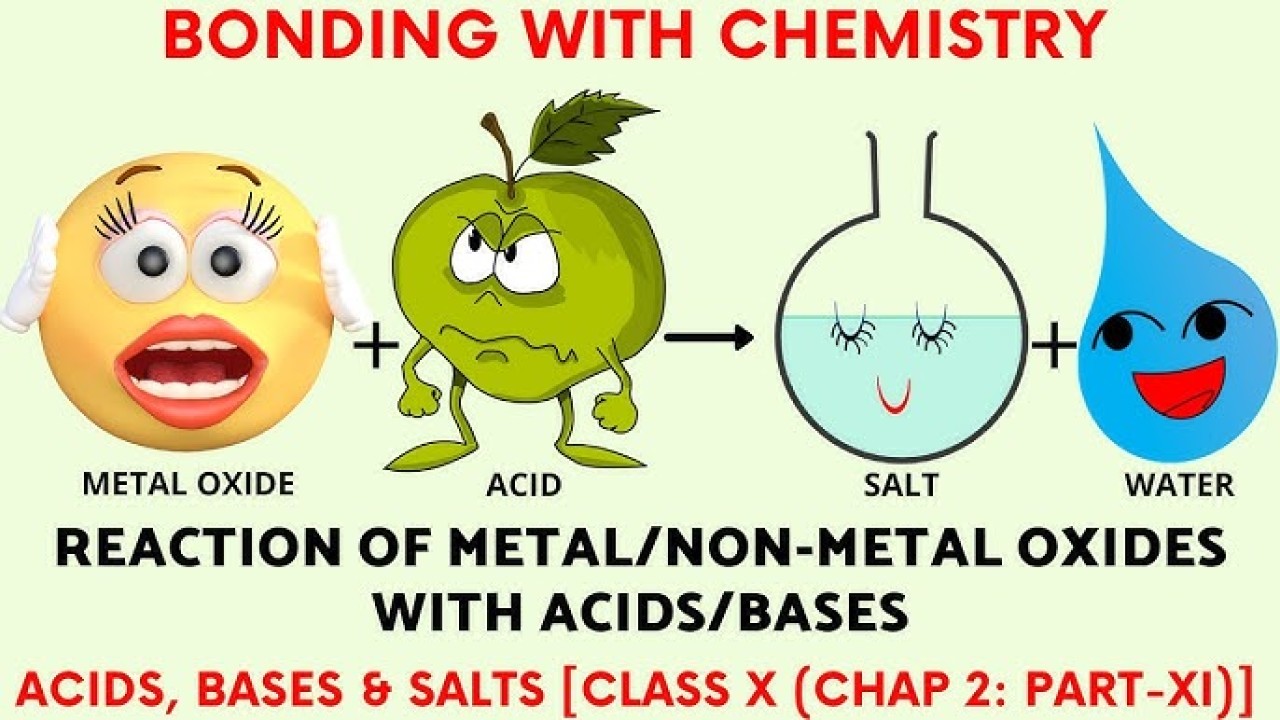 BONDING WITH CHEMISTRY
+
+
METAL OXIDE
ACID
SALT
WATER
REACTION OF METAL/NON-METAL OXIDES
WITH ACIDS/BASES
ACIDS, BASES & SALTS [CLASS X (CHAP 2: PART-XI)]